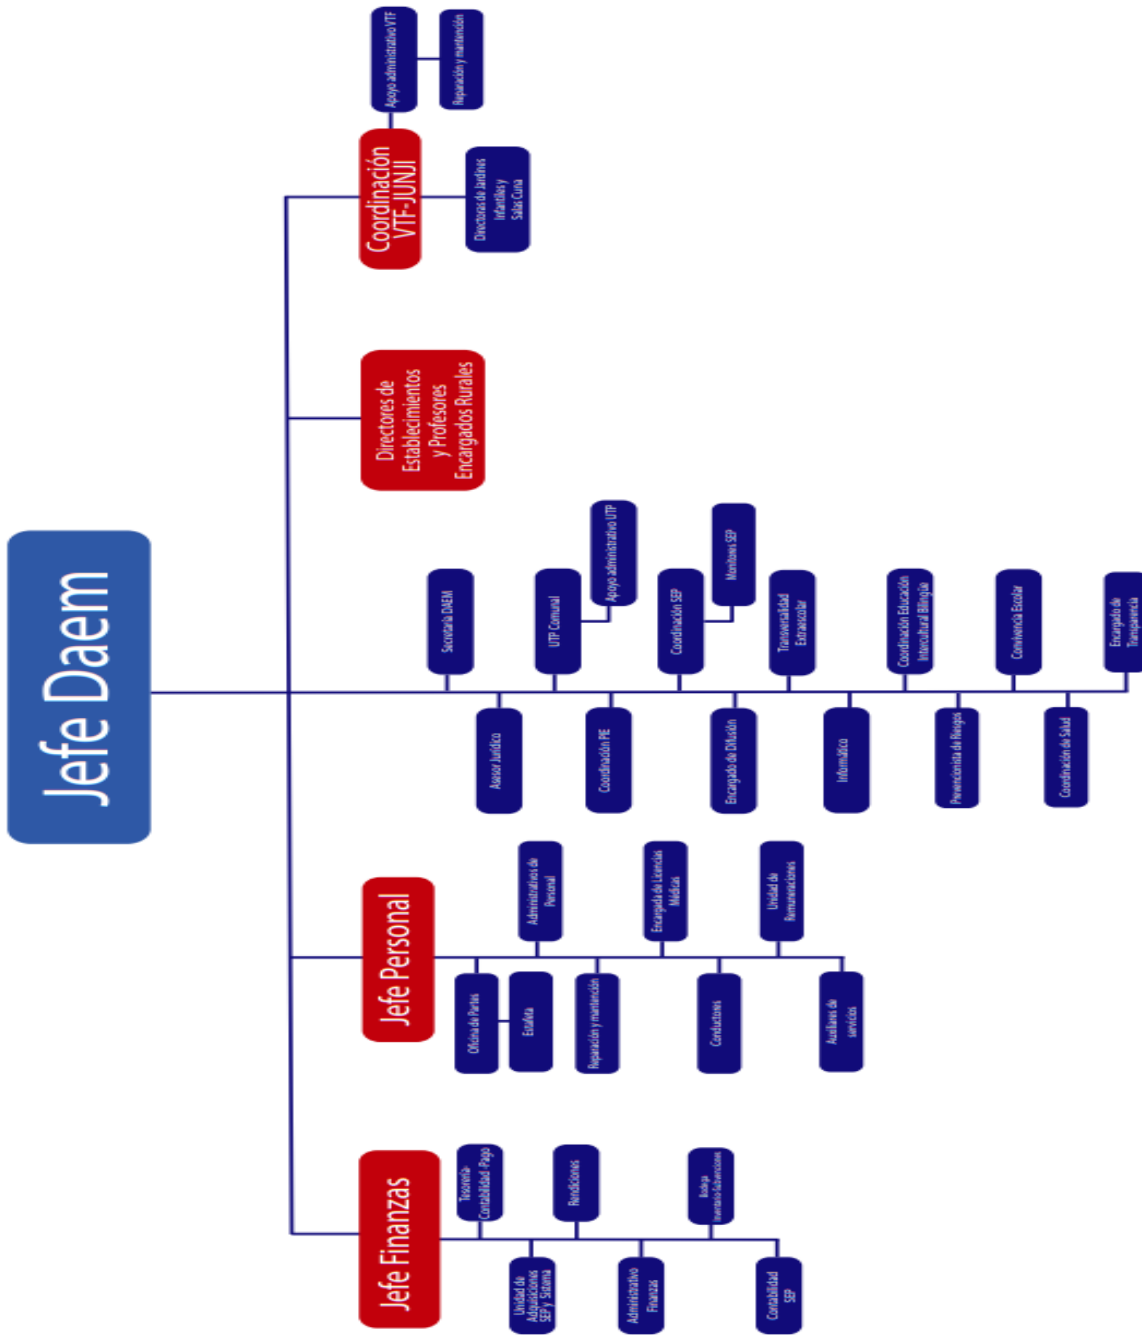 Jefe Daem
Jefe Finanzas
Tesorería-
Contabilidad -Pago
Unidad de
Adquisiciones
SEP y Sistema
Rendiciones
Administrativo
Finanzas
Bodega
Inventario-Subvenciones
Contabilidad
SEP
Jefe Personal
Oficina de Partes
Estafeta
Administrativos de
Personal
Reparación y mantención
Encargada de Licencias
Médicas
Conductores
Unidad de
Remuneraciones
Auxiliares de
servicios
Secretaria DAEM
Asesor Jurídico
UTP Comunal
Apoyo administrativo UTP
Coordinación PIE
Coordinación SEP
Monitores SEP
Encargado de Difusión
Transversalidad
Extraescolar
Informático
Coordinación Educación
Intercultural Bilingüe
Prevencionista de Riesgos
Convivencia Escolar
Coordinación de Salud
Encargado de
Transparencia
Directores de
Establecimientos
y Profesores
Encargados Rurales
Coordinación
VTF-JUNJI
Apoyo administrativo VTF
Reparación y mantención
Directoras de Jardines
Infantiles y
Salas Cuna